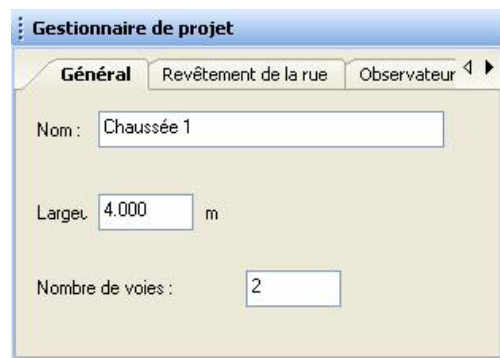 Gestionnaire de projet
Général Revêtement de la rue Observateur
Nom : Chaussée 1
Largeu 4.000 m
Nombre de voies : 2